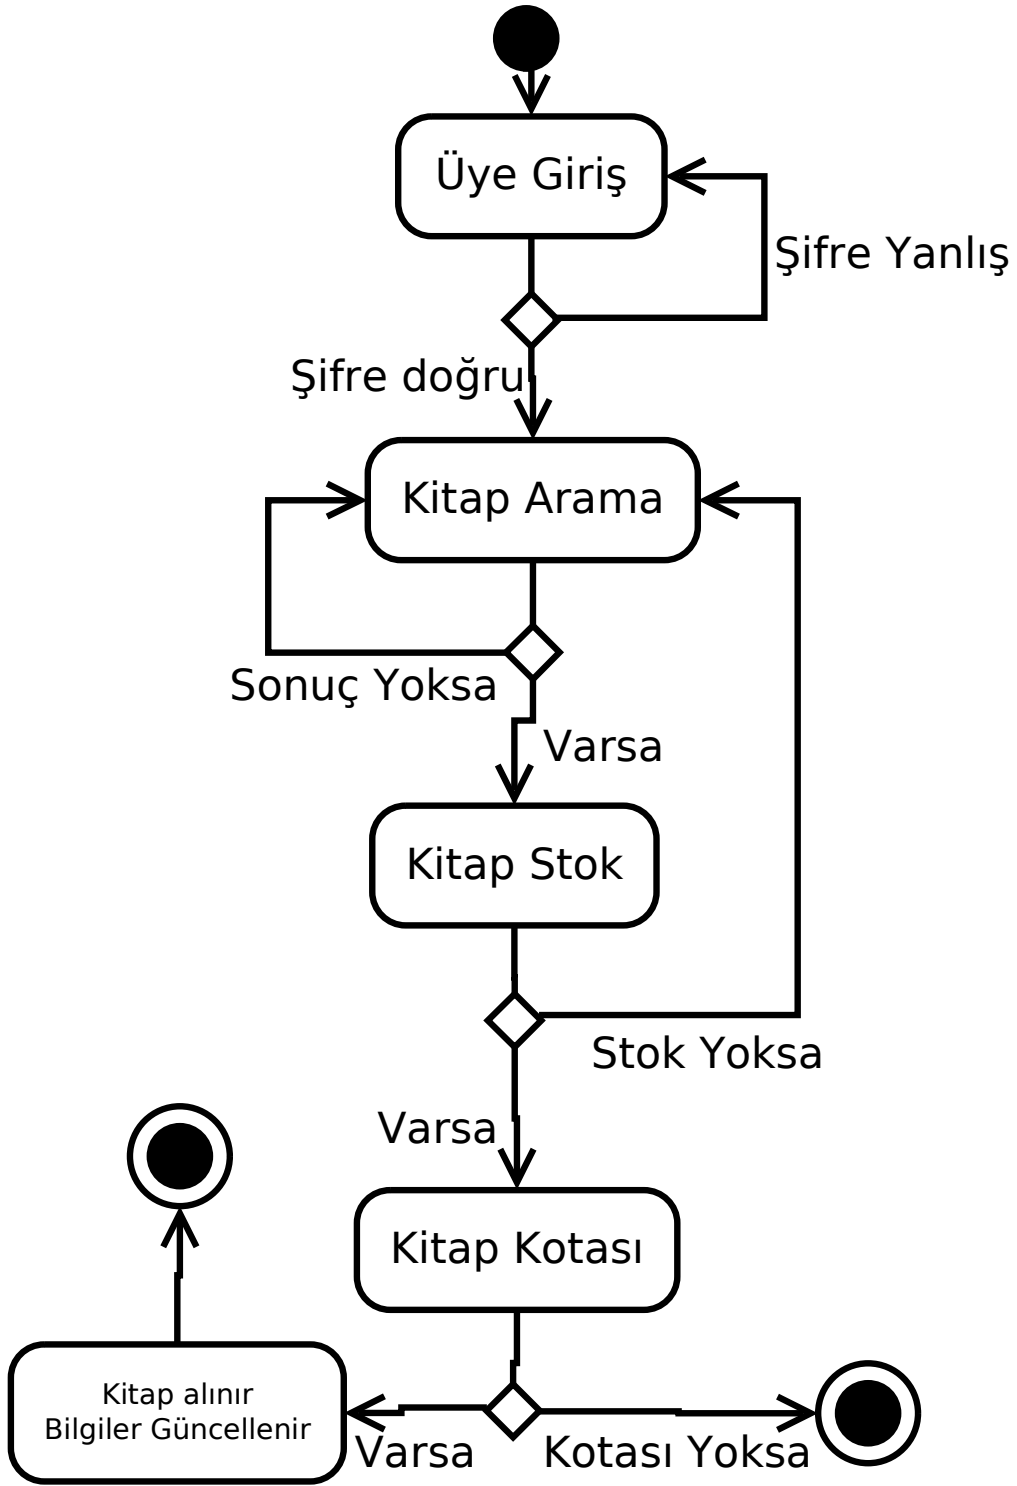 Üye Giriş
Şifre Yanlış
Şifre doğru
Kitap Arama
Sonuç Yoksa
Varsa
Kitap Stok
Stok Yoksa
Varsa
Kitap Kotası
Kitap alınır
Bilgiler Güncellenir
Varsa
Kotası Yoksa